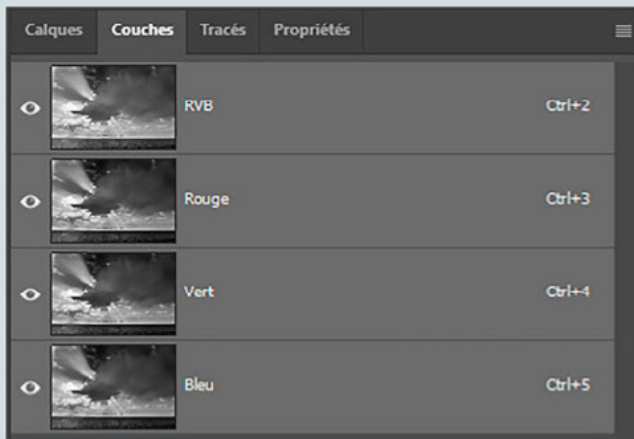 Calques Couches Tracés Propriétés
RVB Ctrl+2
Rouge Ctrl+3
Vert Ctrl+4
Bleu Ctrl+5